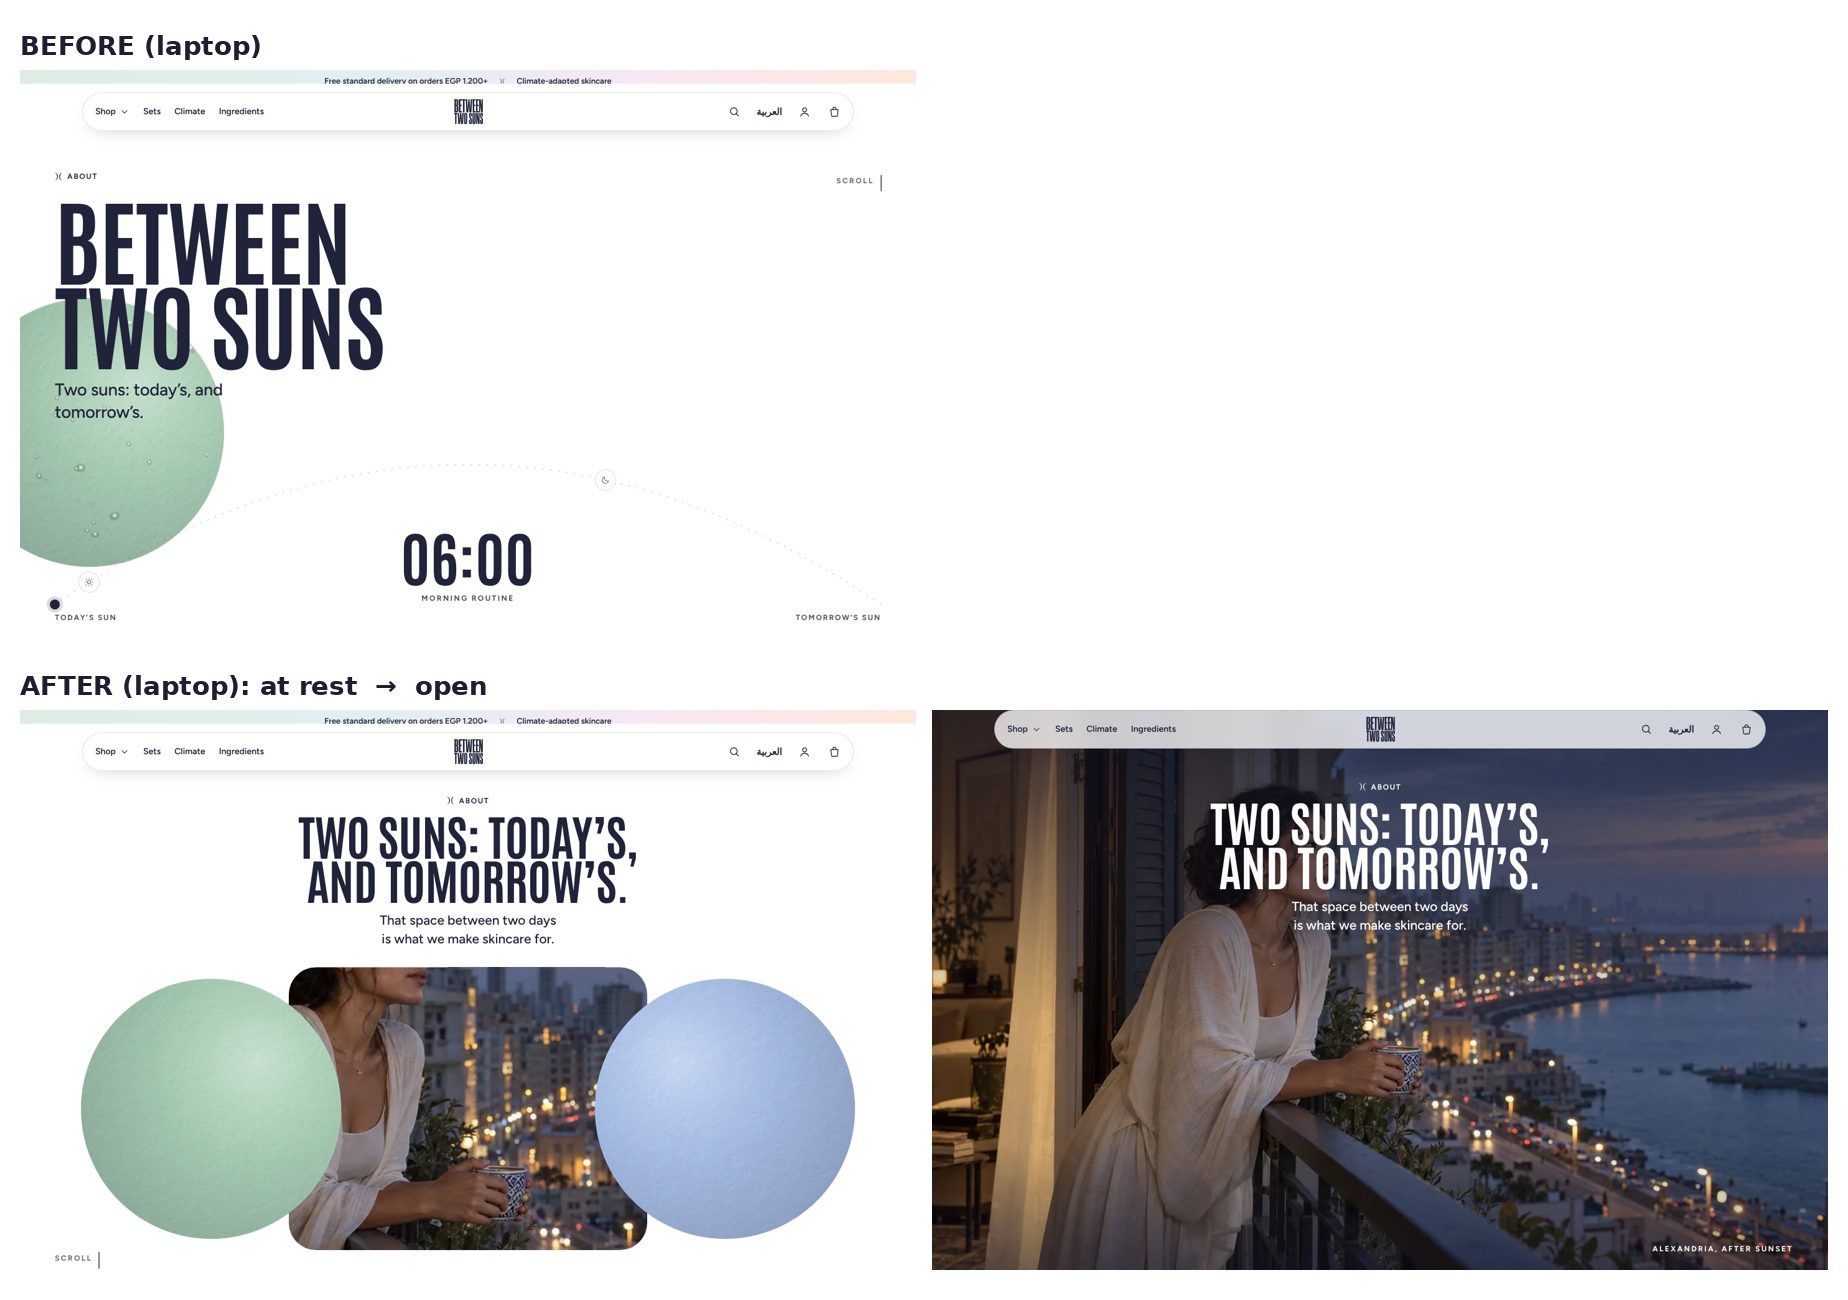 BEFORE (laptop)
Free standard delivery on orders EGP 1.200+ Climate-adapted skincare
Shop Sets Climate Ingredients BETWEEN TWO SUNS العربية
ABOUT
SCROLL
BETWEEN
TWO SUNS
Two suns: today’s, and
tomorrow’s.
06:00
MORNING ROUTINE
TODAY’S SUN
TOMORROW’S SUN
AFTER (laptop): at rest → open
Free standard delivery on orders EGP 1.200+ Climate-adapted skincare
Shop Sets Climate Ingredients BETWEEN TWO SUNS العربية
ABOUT
TWO SUNS: TODAY’S,
AND TOMORROW’S.
That space between two days
is what we make skincare for.
SCROLL
Shop Sets Climate Ingredients BETWEEN TWO SUNS العربية
ABOUT
TWO SUNS: TODAY’S,
AND TOMORROW’S.
That space between two days
is what we make skincare for.
ALEXANDRIA, AFTER SUNSET